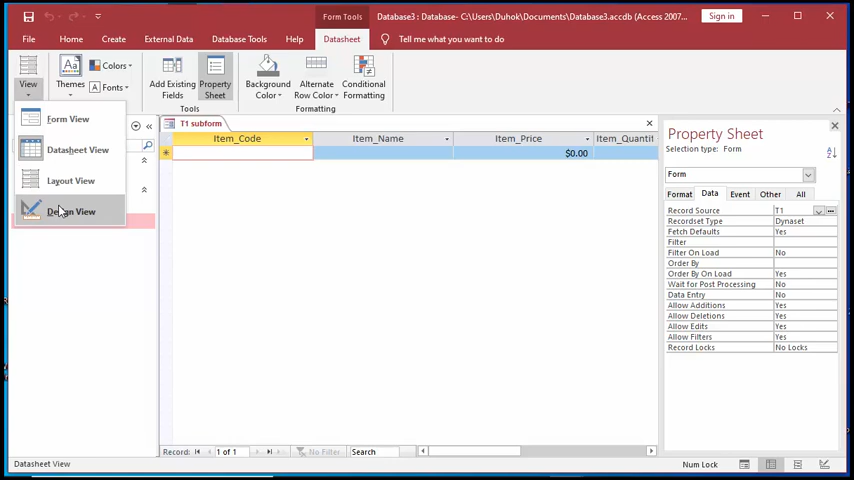 Form Tools
Database3 : Database- C:\Users\Duhok\Documents\Database3.accdb (Access 2007...
Sign in
File
Home
Create
External Data
Database Tools
Help
Datasheet
Tell me what you want to do
View
Themes
Colors
Fonts
Add Existing Fields
Property Sheet
Background Color
Alternate Row Color
Conditional Formatting
Tools
Formatting
Form View
Datasheet View
Layout View
Design View
T1 subform
Item_Code
Item_Name
Item_Price
Item_Quantit
$0.00
Property Sheet
Selection type: Form
Form
Format
Data
Event
Other
All
Record Source T1
Recordset Type Dynaset
Fetch Defaults Yes
Filter
Filter On Load No
Order By
Order By On Load Yes
Wait for Post Processing No
Data Entry No
Allow Additions Yes
Allow Deletions Yes
Allow Edits Yes
Allow Filters Yes
Record Locks No Locks
Record: 1 of 1
No Filter
Search
Datasheet View
Num Lock